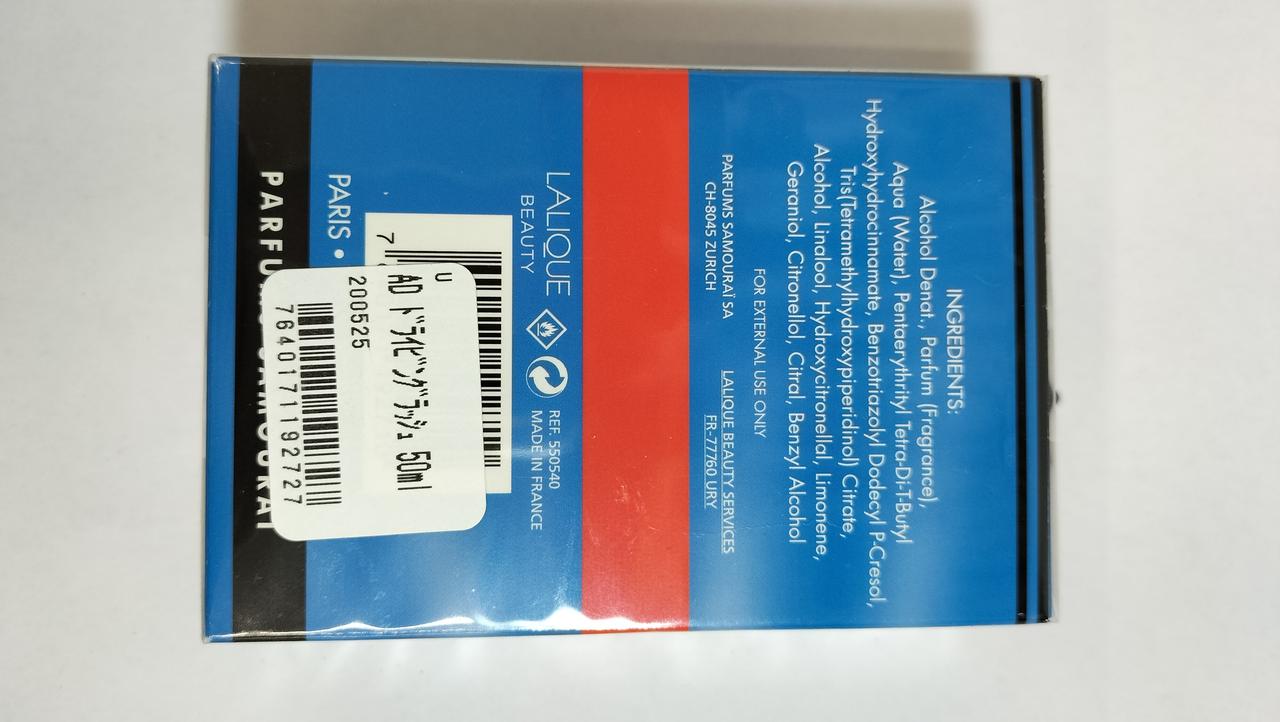 INGREDIENTS:
Alcohol Denat., Parfum (Fragrance),
Aqua (Water), Pentaerythrityl Tetra-Di-T-Butyl
Hydroxyhydrocinnamate, Benzotriazolyl Dodecyl P-Cresol,
Tris(Tetramethylhydroxypiperidinol) Citrate,
Alcohol, Linalool, Hydroxycitronellal, Limonene,
Geraniol, Citronellol, Citral, Benzyl Alcohol
FOR EXTERNAL USE ONLY
PARFUMS SAMOURAÏ SA
CH-8045 ZURICH
LALIQUE BEAUTY SERVICES
FR-77760 URY
LALIQUE
BEAUTY
REF. 550540
MADE IN FRANCE
7
U
AD ドライビングラッシュ 50ml
200525
7640171192727
PARIS •